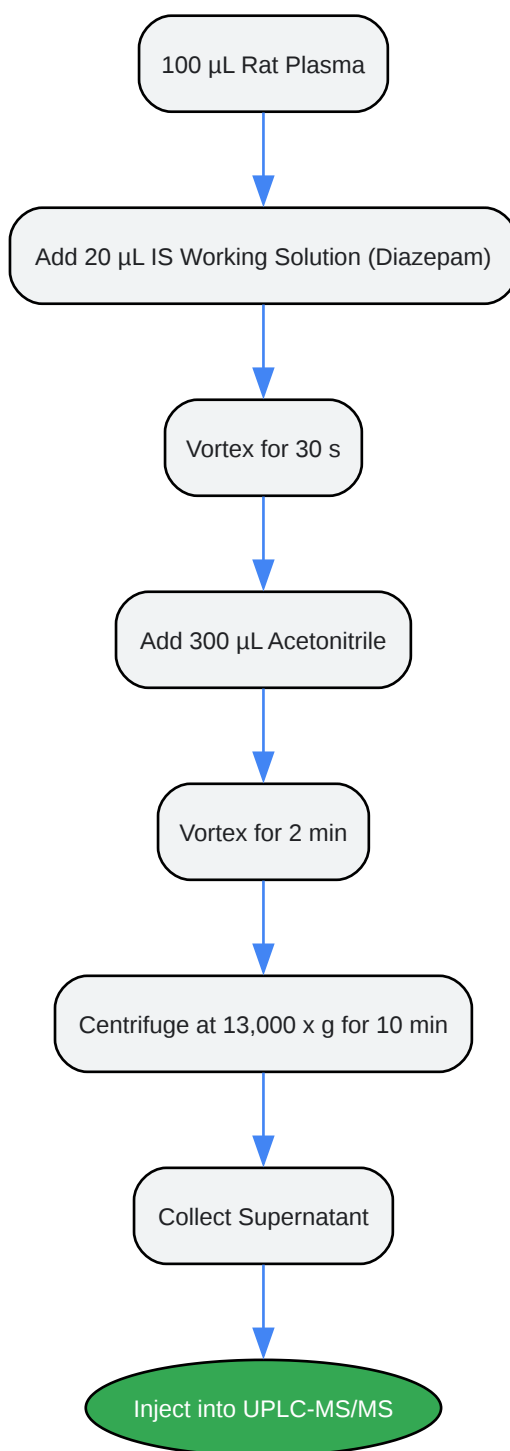 100 µL Rat Plasma
Add 20 µL IS Working Solution (Diazepam)
Vortex for 30 s
Add 300 µL Acetonitrile
Vortex for 2 min
Centrifuge at 13,000 x g for 10 min
Collect Supernatant
Inject into UPLC-MS/MS